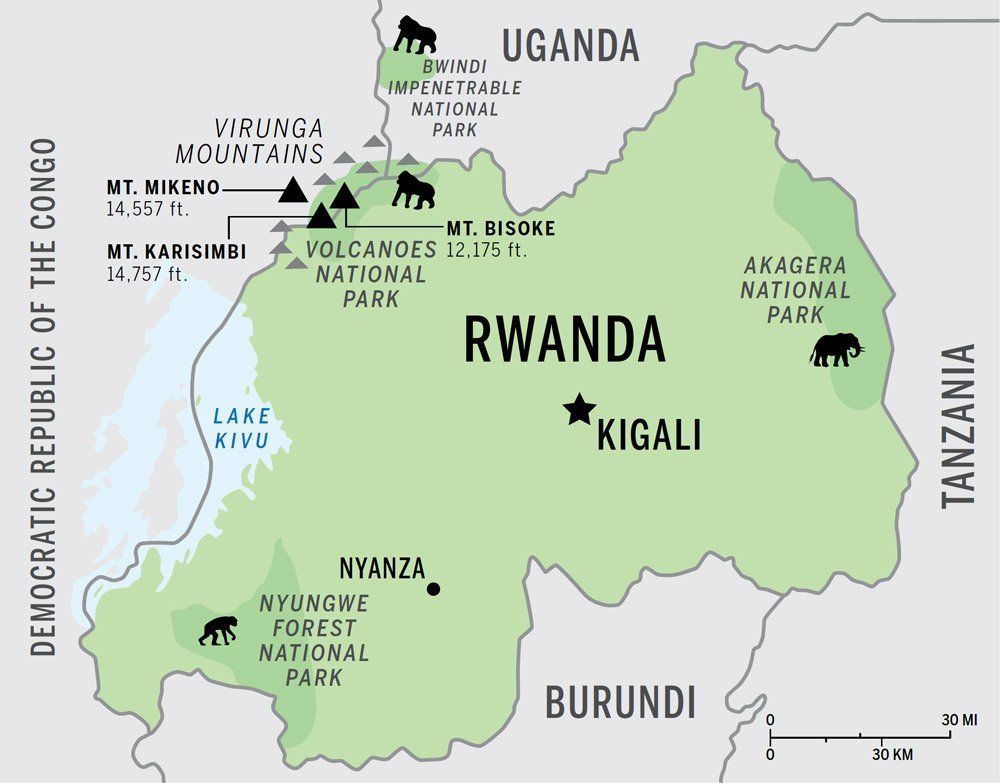 UGANDA
BWINDI
IMPENETRABLE
NATIONAL
PARK
VIRUNGA
MOUNTAINS
MT. MIKENO
14,557 ft.
MT. KARISIMBI
14,757 ft.
MT. BISOKE
12,175 ft.
VOLCANOES
NATIONAL
PARK
AKAGERA
NATIONAL
PARK
RWANDA
KIGALI
LAKE
KIVU
DEMOCRATIC REPUBLIC OF THE CONGO
TANZANIA
NYANZA
NYUNGWE
FOREST
NATIONAL
PARK
BURUNDI
0 30 MI
0 30 KM